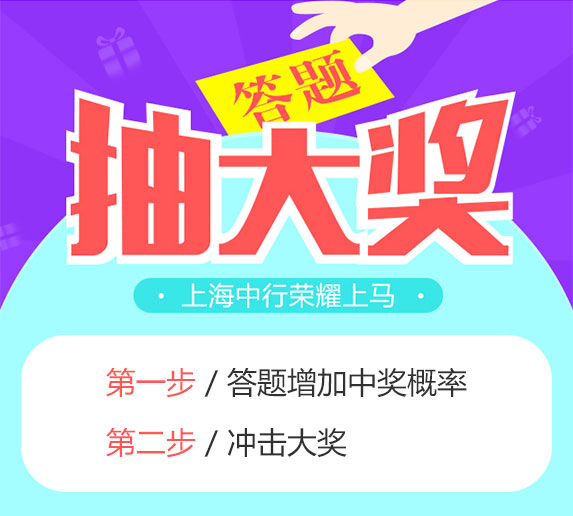 答题
抽大奖
· 上海中行荣耀上马 ·
第一步 / 答题增加中奖概率
第二步 / 冲击大奖